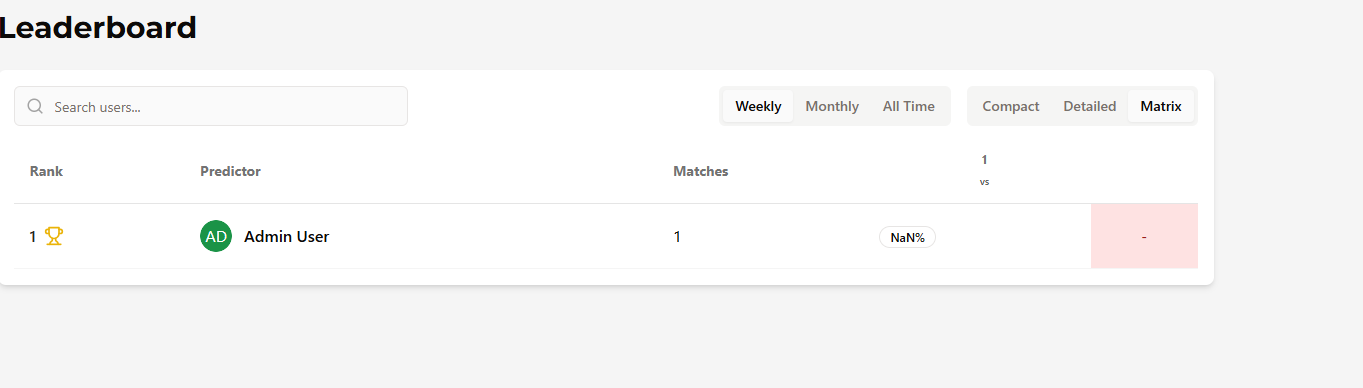 Leaderboard
Search users...
Weekly Monthly All Time Compact Detailed Matrix
Rank Predictor Matches 1
vs
1 AD Admin User 1 NaN% -